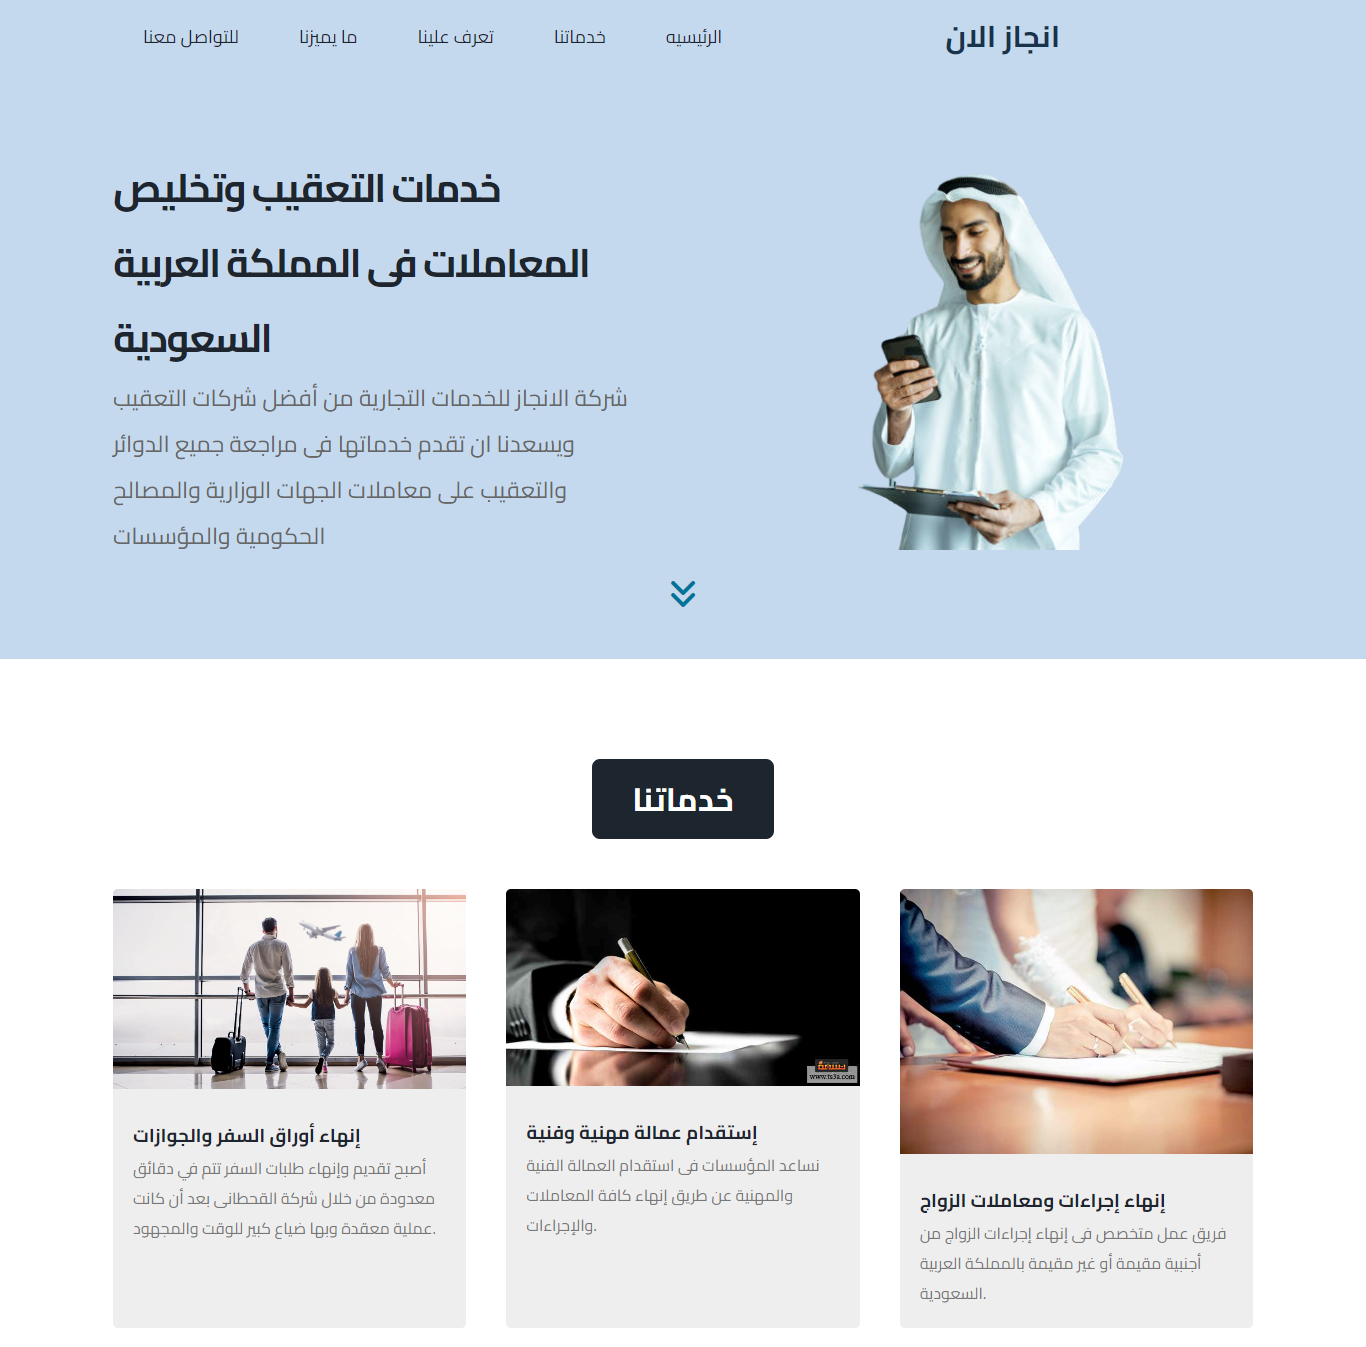 انجاز الان
الرئيسيه
خدماتنا
تعرف علينا
ما يميزنا
للتواصل معنا
خدمات التعقيب وتخليص
المعاملات فى المملكة العربية
السعودية
شركة الانجاز للخدمات التجارية من أفضل شركات التعقيب
ويسعدنا ان تقدم خدماتها فى مراجعة جميع الدوائر
والتعقيب على معاملات الجهات الوزارية والمصالح
الحكومية والمؤسسات
خدماتنا
إنهاء إجراءات ومعاملات الزواج
فريق عمل متخصص فى إنهاء إجراءات الزواج من
أجنبية مقيمة أو غير مقيمة بالمملكة العربية
السعودية.
www.ts3a.com
إستقدام عمالة مهنية وفنية
نساعد المؤسسات فى استقدام العمالة الفنية
والمهنية عن طريق إنهاء كافة المعاملات
والإجراءات.
إنهاء أوراق السفر والجوازات
أصبح تقديم وإنهاء طلبات السفر تتم في دقائق
معدودة من خلال شركة القحطانى بعد أن كانت
عملية معقدة وبها ضياع كبير للوقت والمجهود.